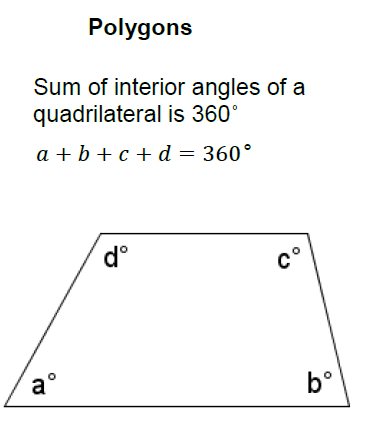 Polygons
Sum of interior angles of a
quadrilateral is 360°
a + b + c + d = 360°
d° c°
a° b°